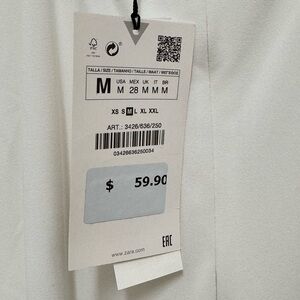 FSC
TALLA / SIZE / TAMANHO / TAILLE / MAAT /
M
USA MEX UK IT BR
M 28 M M M
XS S M L XL XXL
ART.: 3426/636/250
03426636250034
$ 59.90
www.zara.com
EAC